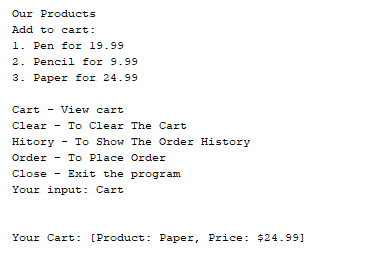 Our Products
Add to cart:
1. Pen for 19.99
2. Pencil for 9.99
3. Paper for 24.99
Cart - View cart
Clear - To Clear The Cart
Hitory - To Show The Order History
Order - To Place Order
Close - Exit the program
Your input: Cart
Your Cart: [Product: Paper, Price: $24.99]